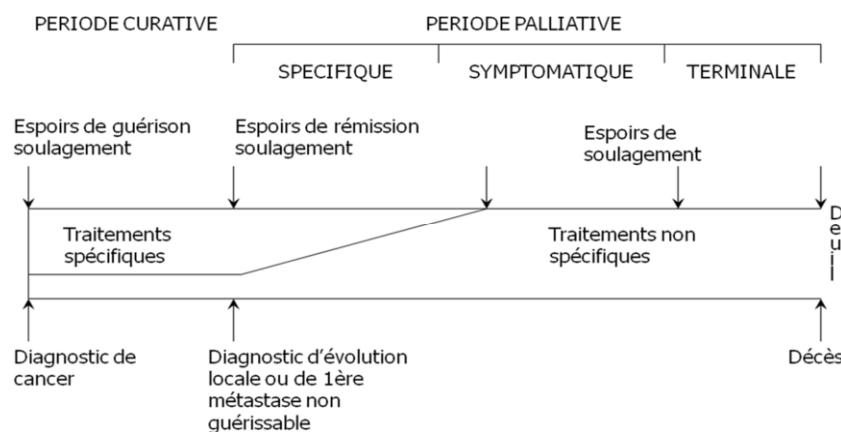 PERIODE CURATIVE
PERIODE PALLIATIVE
SPECIFIQUE
SYMPTOMATIQUE
TERMINALE
Espoirs de guérison
soulagement
Espoirs de rémission
soulagement
Espoirs de
soulagement
Traitements
spécifiques
Traitements non
spécifiques
Deuil
Diagnostic de
cancer
Diagnostic d'évolution
locale ou de 1ère
métastase non
guérissable
Décès